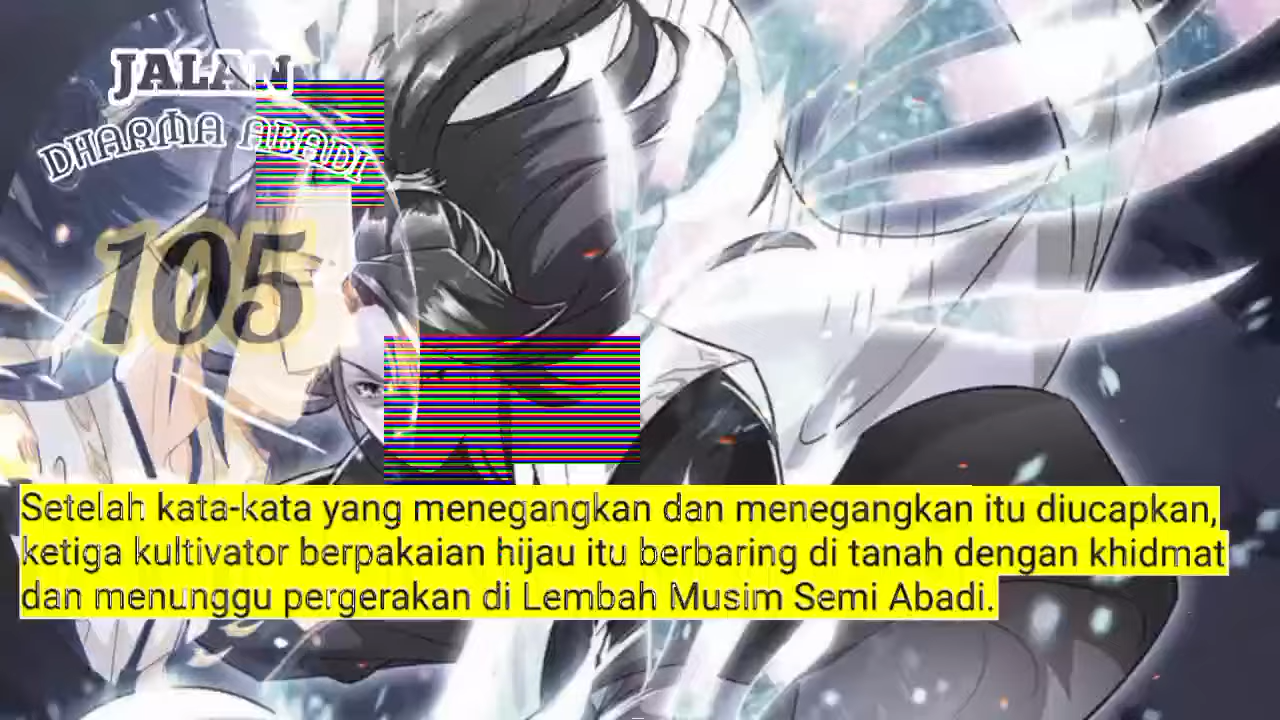 JALAN
DHARMA ABADI
105
Setelah kata-kata yang menegangkan dan menegangkan itu diucapkan,
ketiga kultivator berpakaian hijau itu berbaring di tanah dengan khidmat
dan menunggu pergerakan di Lembah Musim Semi Abadi.